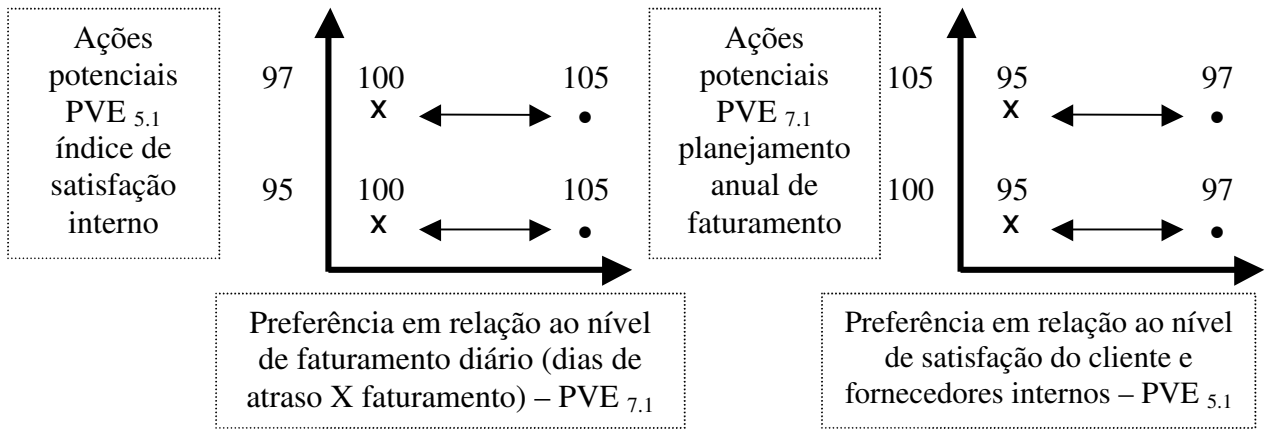 Ações
potenciais
PVE 5.1
índice de
satisfação
interno
97 100 105
x
95 100 105
x
Preferência em relação ao nível
de faturamento diário (dias de
atraso X faturamento) – PVE 7.1
Ações
potenciais
PVE 7.1
planejamento
anual de
faturamento
105 95 97
x
100 95 97
x
Preferência em relação ao nível
de satisfação do cliente e
fornecedores internos – PVE 5.1